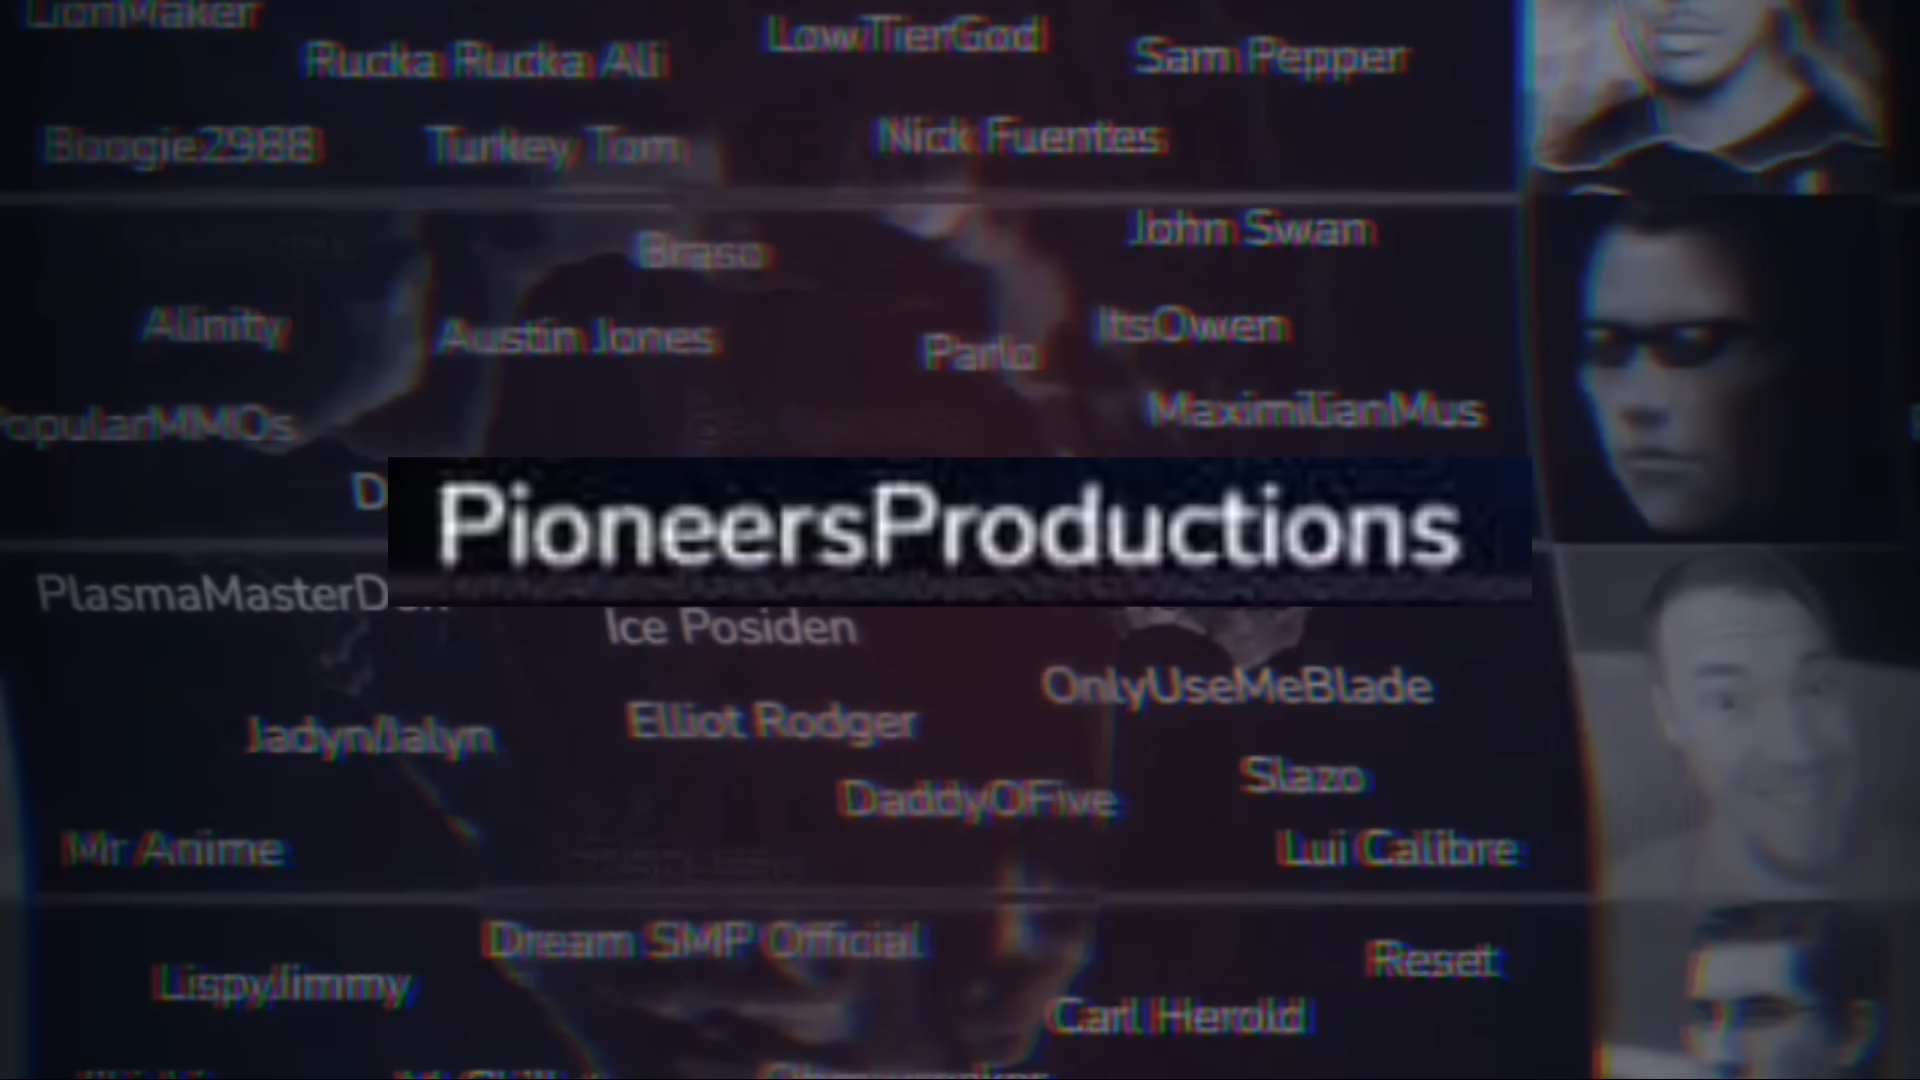 LionMaker
Rucka Rucka Ali
LowTierGod
Sam Pepper
Boogie2988
Turkey Tom
Nick Fuentes
John Swan
Braso
Alinity
Austin Jones
Parlo
ItsOwen
PopularMMOs
MaximilianMus
D
PioneersProductions
PlasmaMasterD
Ice Posiden
OnlyUseMeBlade
Jadyn/Jalyn
Elliot Rodger
Slazo
DaddyOFive
Mr Anime
Lui Calibre
Dream SMP Official
Reset
LispyJimmy
Carl Herold